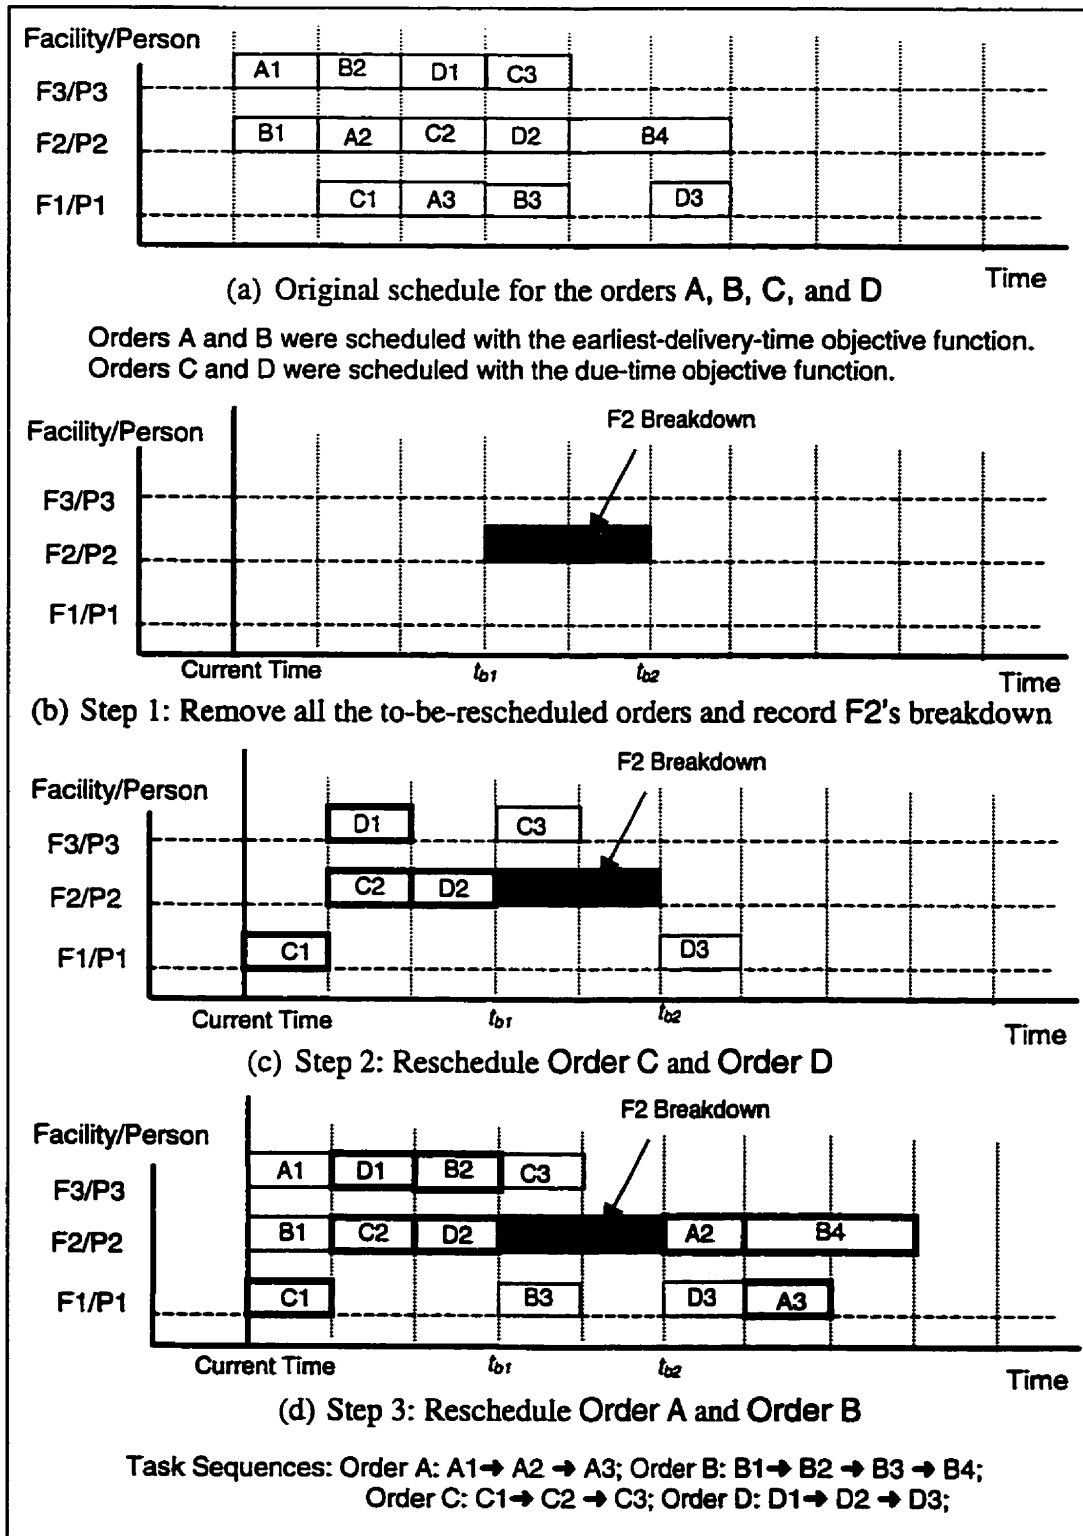 Facility/Person
A1 B2 D1 C3
F3/P3
B1 A2 C2 D2 B4
F2/P2
C1 A3 B3 D3
F1/P1
Time
(a) Original schedule for the orders A, B, C, and D
Orders A and B were scheduled with the earliest-delivery-time objective function.
Orders C and D were scheduled with the due-time objective function.
F2 Breakdown
Facility/Person
F3/P3
F2/P2
F1/P1
Current Time tb1 tb2
Time
(b) Step 1: Remove all the to-be-rescheduled orders and record F2's breakdown
F2 Breakdown
Facility/Person
D1 C3
F3/P3
C2 D2
F2/P2
C1 D3
F1/P1
Current Time tb1 tb2
Time
(c) Step 2: Reschedule Order C and Order D
F2 Breakdown
Facility/Person
A1 D1 B2 C3
F3/P3
B1 C2 D2 A2 B4
F2/P2
C1 B3 D3 A3
F1/P1
Current Time tb1 tb2
Time
(d) Step 3: Reschedule Order A and Order B
Task Sequences: Order A: A1➔ A2 ➔ A3; Order B: B1➔ B2 ➔ B3 ➔ B4;
Order C: C1➔ C2 ➔ C3; Order D: D1➔ D2 ➔ D3;